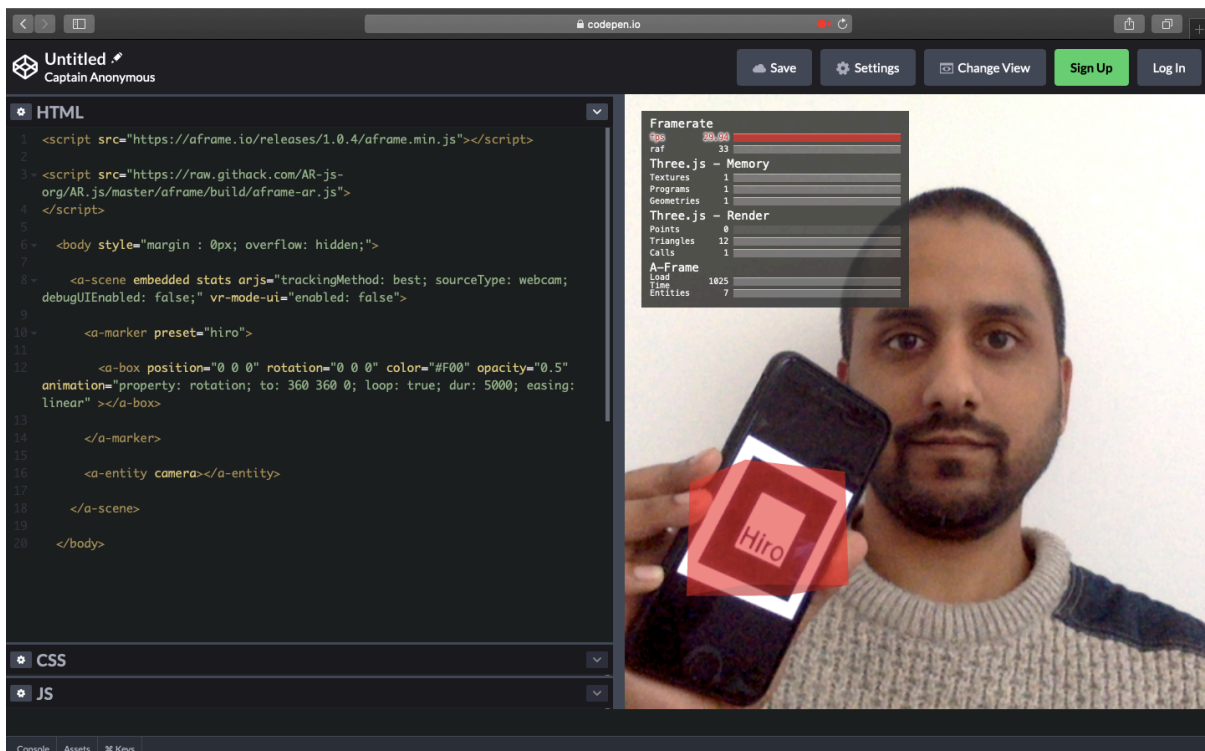 codepen.io
Untitled
Captain Anonymous
Save
Settings
Change View
Sign Up
Log In
HTML
1 <script src="https://aframe.io/releases/1.0.4/aframe.min.js"></script>
2
3 <script src="https://raw.githack.com/AR-js-
org/AR.js/master/aframe/build/aframe-ar.js">
4 </script>
5
6 <body style="margin : 0px; overflow: hidden;">
7
8 <a-scene embedded stats arjs="trackingMethod: best; sourceType: webcam;
debugUIEnabled: false;" vr-mode-ui="enabled: false">
9
10 <a-marker preset="hiro">
11
12 <a-box position="0 0 0" rotation="0 0 0" color="#F00" opacity="0.5"
animation="property: rotation; to: 360 360 0; loop: true; dur: 5000; easing:
linear" ></a-box>
13
14 </a-marker>
15
16 <a-entity camera></a-entity>
17
18 </a-scene>
19
20 </body>
CSS
JS
Console Assets ⌘ Keys
Framerate
fps 29.94
raf 33
Three.js - Memory
Textures 1
Programs 1
Geometries 1
Three.js - Render
Points 0
Triangles 12
Calls 1
A-Frame
Load
Time 1025
Entities 7
Hiro